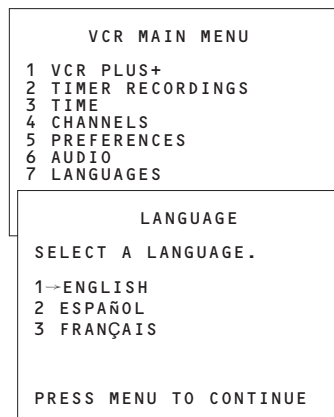 VCR MAIN MENU
1 VCR PLUS+
2 TIMER RECORDINGS
3 TIME
4 CHANNELS
5 PREFERENCES
6 AUDIO
7 LANGUAGES
LANGUAGE
SELECT A LANGUAGE.
1→ENGLISH
2 ESPAÑOL
3 FRANÇAIS
PRESS MENU TO CONTINUE